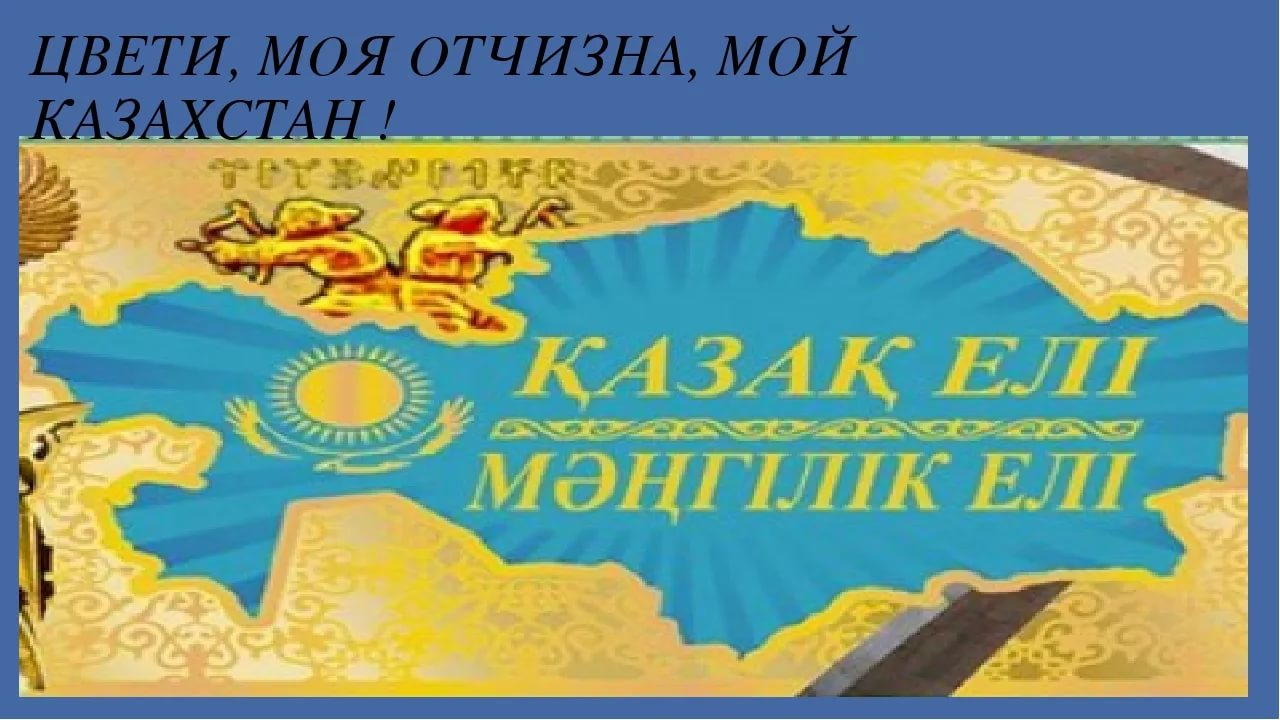 ЦВЕТИ, МОЯ ОТЧИЗНА, МОЙ
КАЗАХСТАН !
ҚАЗАҚ ЕЛІ
МӘҢГІЛІК ЕЛІ